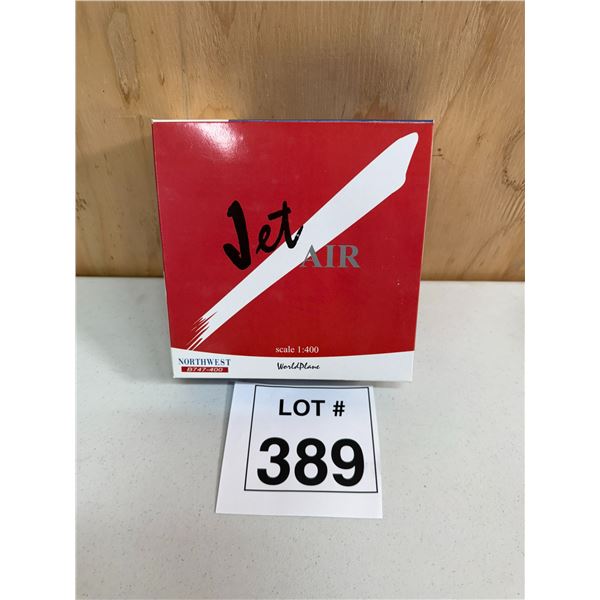 Jet
AIR
scale 1:400
NORTHWEST
B747-400
WorldPlane
LOT #
389